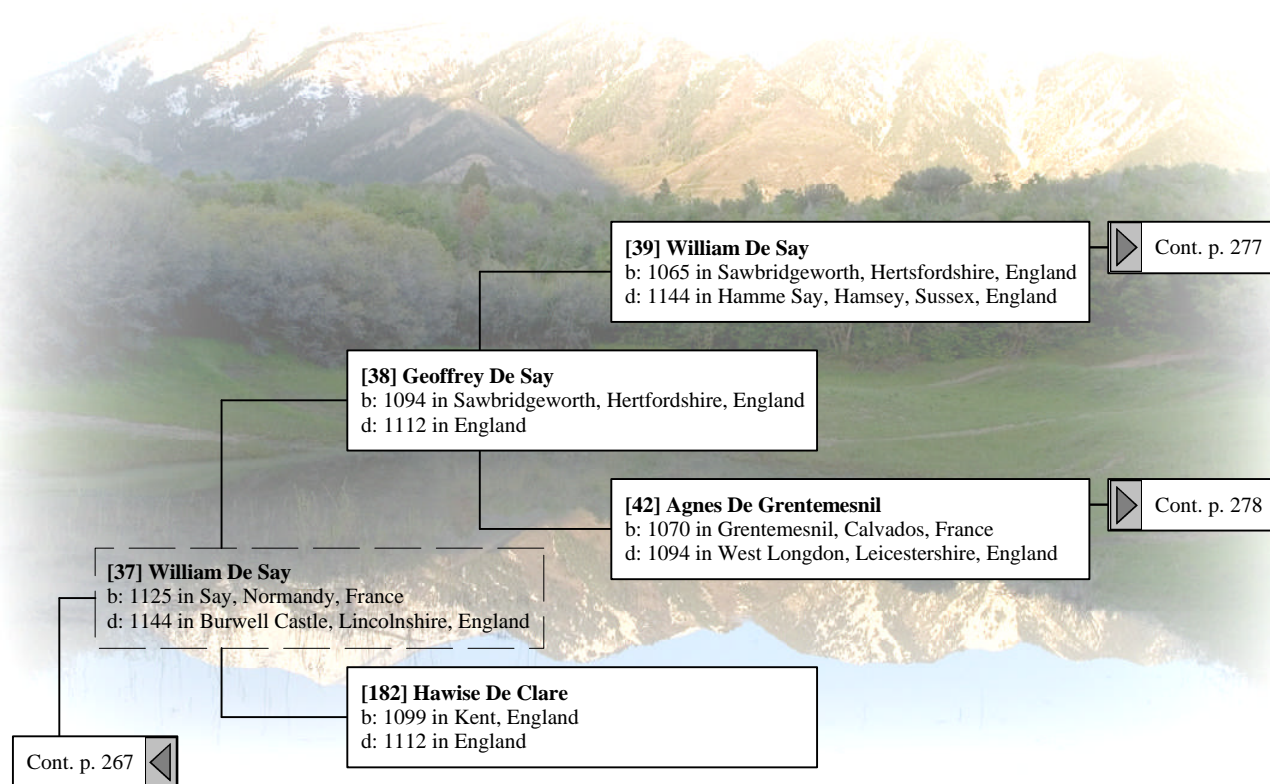 [39] William De Say
b: 1065 in Sawbridgeworth, Hertsfordshire, England
d: 1144 in Hamme Say, Hamsey, Sussex, England
Cont. p. 277
[38] Geoffrey De Say
b: 1094 in Sawbridgeworth, Hertfordshire, England
d: 1112 in England
[42] Agnes De Grentemesnil
b: 1070 in Grentemesnil, Calvados, France
d: 1094 in West Longdon, Leicestershire, England
Cont. p. 278
[37] William De Say
b: 1125 in Say, Normandy, France
d: 1144 in Burwell Castle, Lincolnshire, England
[182] Hawise De Clare
b: 1099 in Kent, England
d: 1112 in England
Cont. p. 267